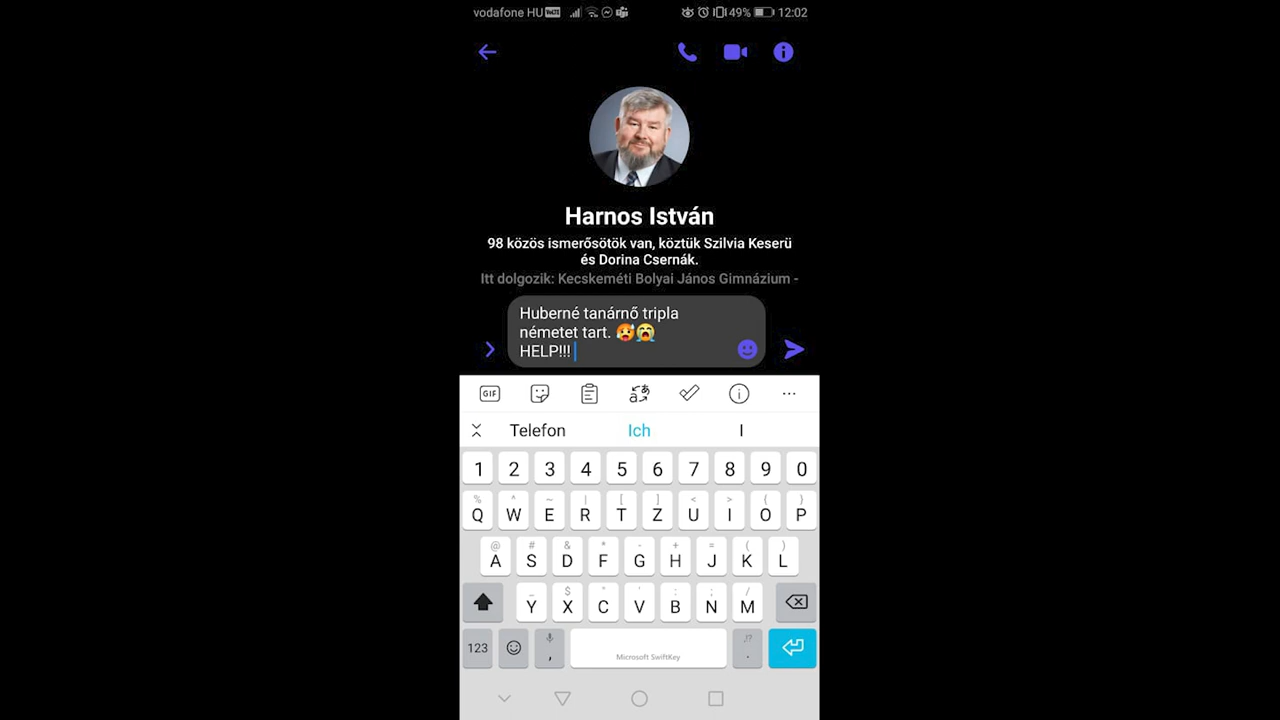 vodafone HU VoLTE 49% 12:02
Harnos István
98 közös ismerősötök van, köztük Szilvia Keserü
és Dorina Csernák.
Itt dolgozik: Kecskeméti Bolyai János Gimnázium -
Huberné tanárnő tripla
németet tart. 🥵😭
HELP!!!
GIF
Telefon Ich I
1 2 3 4 5 6 7 8 9 0
% ^ ~ | [ ] < > { }
Q W E R T Z U I O P
@ # & * - + = ( )
A S D F G H J K L
_ $ " ' : ; /
Y X C V B N M
123 , Microsoft SwiftKey ,!? .